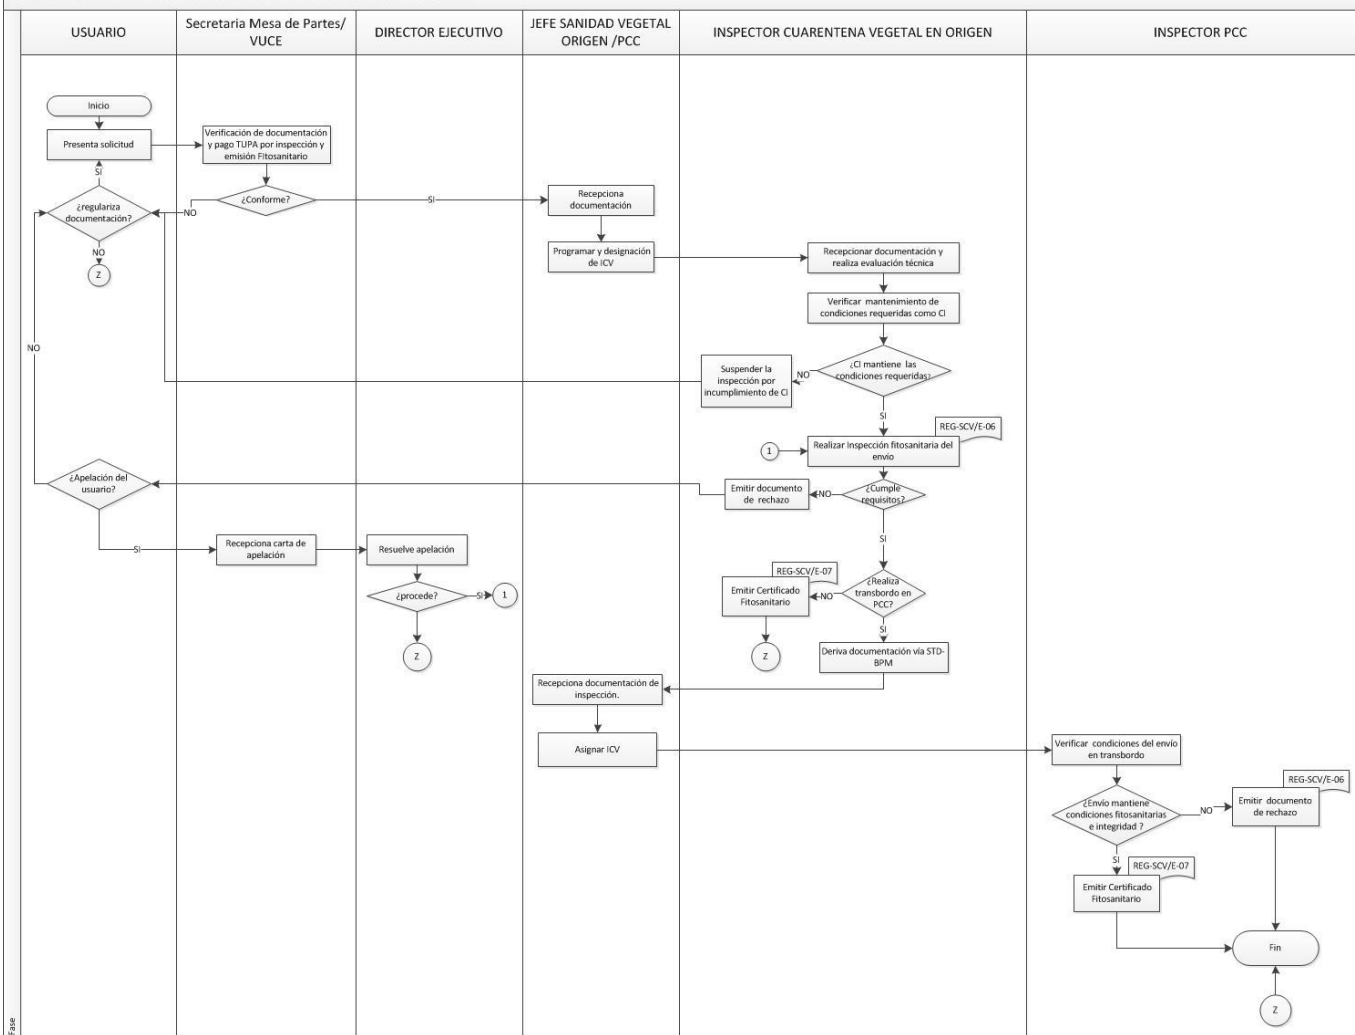 USUARIO
Secretaria Mesa de Partes/
VUCE
DIRECTOR EJECUTIVO
JEFE SANIDAD VEGETAL
ORIGEN /PCC
INSPECTOR CUARENTENA VEGETAL EN ORIGEN
INSPECTOR PCC
Inicio
Presenta solicitud
Verificación de documentación
y pago TUPA por inspección y
emisión FItosanitario
SI
¿regulariza
documentación?
NO
Z
¿Conforme?
NO
SI
Recepciona
documentación
Programar y designación
de ICV
Recepcionar documentación y
realiza evaluación técnica
Verificar mantenimiento de
condiciones requeridas como CI
¿CI mantiene las
condiciones requeridas?
NO
Suspender la
inspección por
incumplimiento de CI
SI
NO
REG-SCV/E-06
1
Realizar Inspección fitosanitaria del
envío
¿Cumple
requisitos?
NO
Emitir documento
de rechazo
¿Apelación del
usuario?
SI
Recepciona carta de
apelación
Resuelve apelación
¿procede?
SI
1
Z
SI
¿Realiza
transbordo en
PCC?
NO
REG-SCV/E-07
Emitir Certificado
Fitosanitario
Z
SI
Deriva documentación vía STD-
BPM
Recepciona documentación de
inspección.
Asignar ICV
Verificar condiciones del envío
en transbordo
¿Envío mantiene
condiciones fitosanitarias
e integridad ?
NO
REG-SCV/E-06
Emitir documento
de rechazo
SI
REG-SCV/E-07
Emitir Certificado
Fitosanitario
Fin
Z
Fase